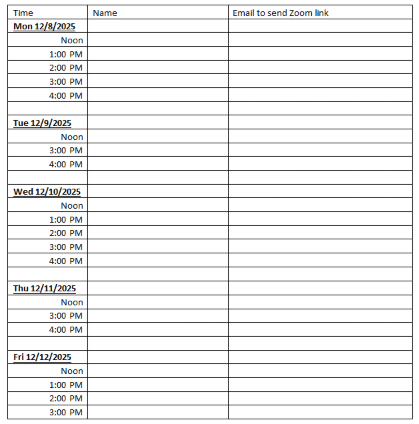 Time Name Email to send Zoom link
Mon 12/8/2025
Noon
1:00 PM
2:00 PM
3:00 PM
4:00 PM
Tue 12/9/2025
Noon
3:00 PM
4:00 PM
Wed 12/10/2025
Noon
1:00 PM
2:00 PM
3:00 PM
4:00 PM
Thu 12/11/2025
Noon
3:00 PM
4:00 PM
Fri 12/12/2025
Noon
1:00 PM
2:00 PM
3:00 PM